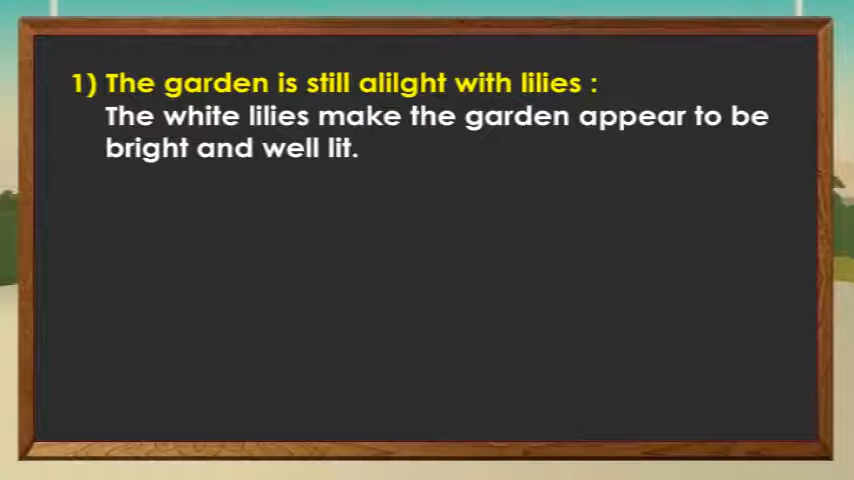 1) The garden is still alilght with lilies :
The white lilies make the garden appear to be
bright and well lit.